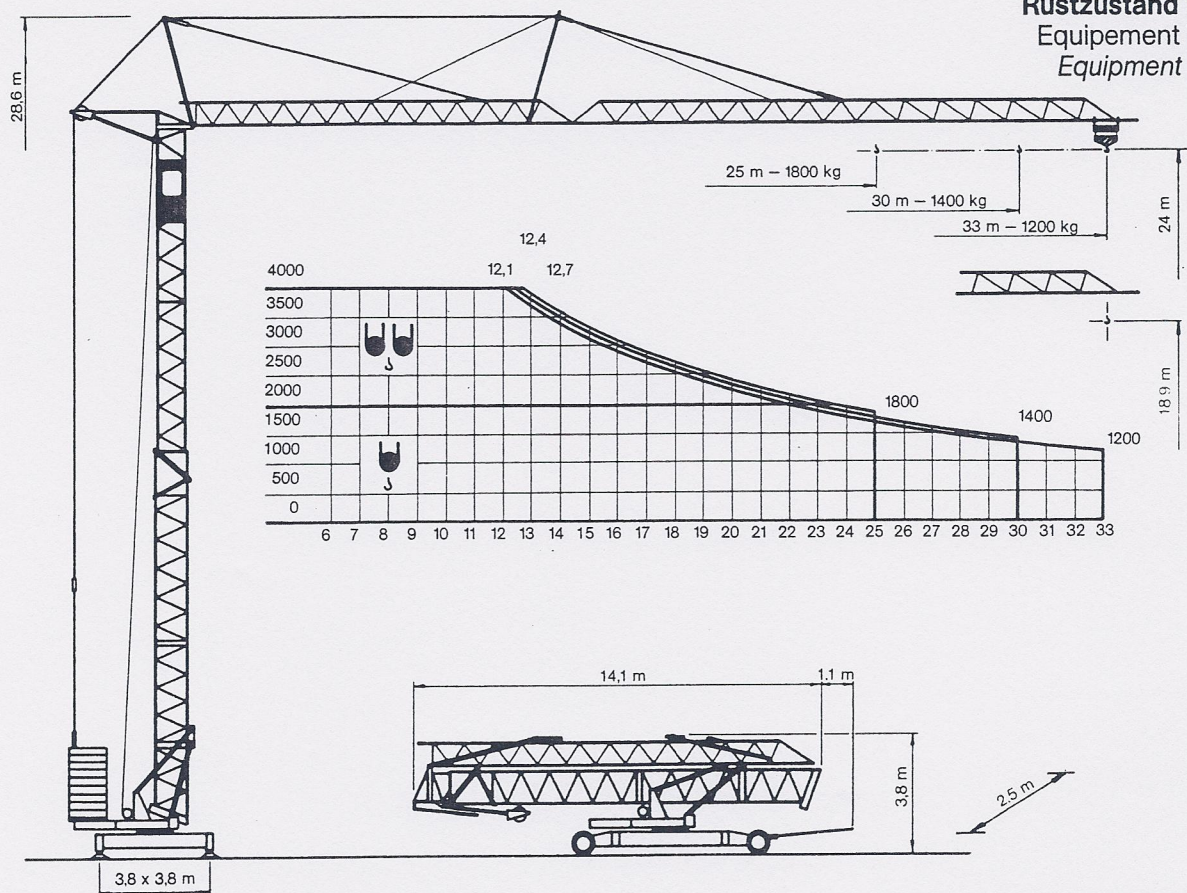 Rüstzustand
Equipement
Equipment
28,6 m
25 m – 1800 kg
30 m – 1400 kg
33 m – 1200 kg
24 m
12,4
4000
12,1
12,7
3500
3000
2500
2000
1800
1500
1400
1000
1200
500
0
18.9 m
6 7 8 9 10 11 12 13 14 15 16 17 18 19 20 21 22 23 24 25 26 27 28 29 30 31 32 33
14,1 m
1.1 m
3,8 m
2.5 m
3,8 x 3,8 m